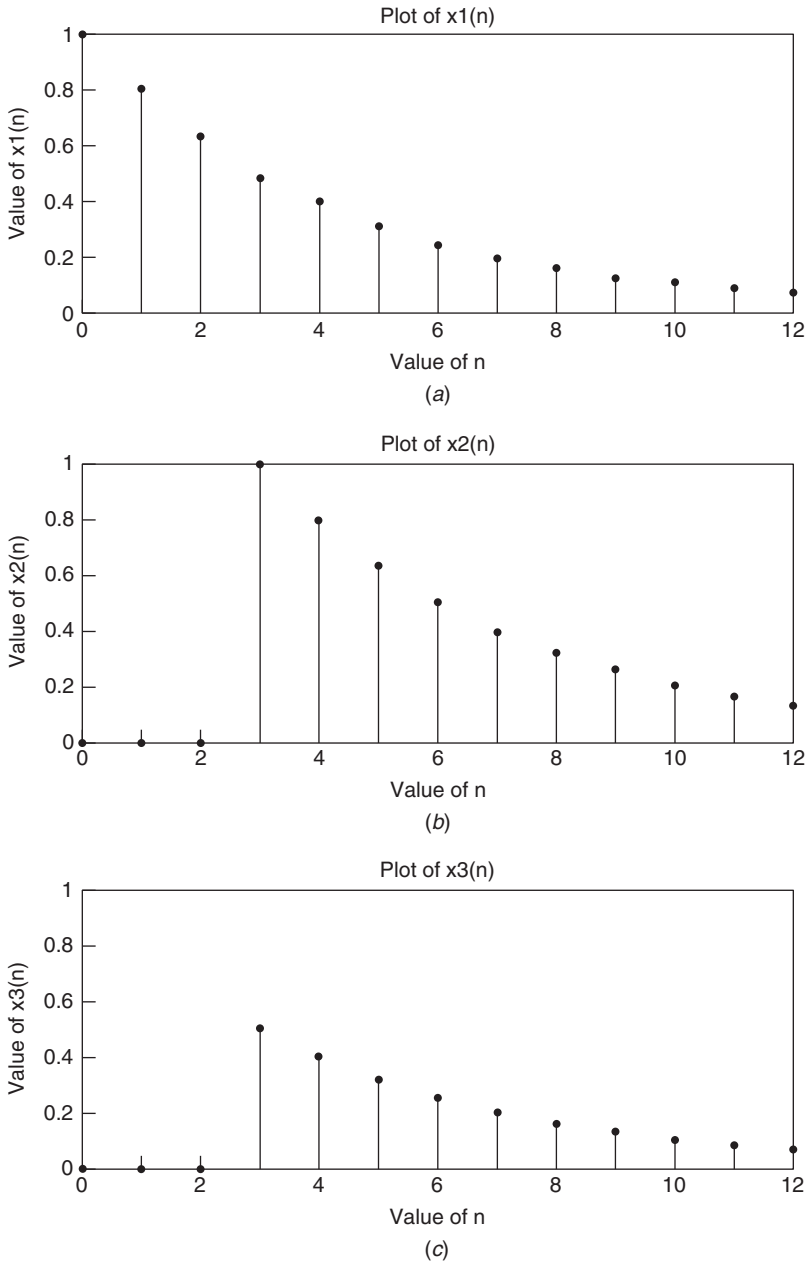 Plot of x1(n)
1
0.8
0.6
0.4
0.2
0
Value of x1(n)
0 2 4 6 8 10 12
Value of n
(a)
Plot of x2(n)
1
0.8
0.6
0.4
0.2
0
Value of x2(n)
0 2 4 6 8 10 12
Value of n
(b)
Plot of x3(n)
1
0.8
0.6
0.4
0.2
0
Value of x3(n)
0 2 4 6 8 10 12
Value of n
(c)